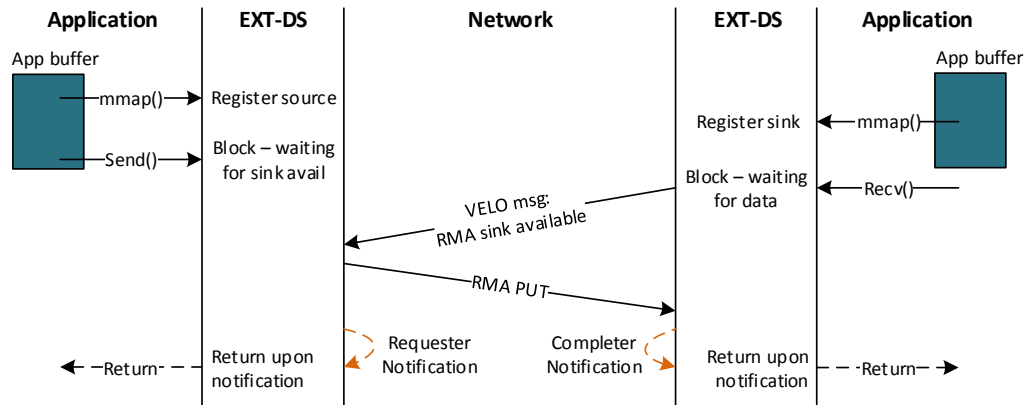 Application EXT-DS Network EXT-DS Application
App buffer
App buffer
mmap()
Register source
Register sink
mmap()
Send()
Block – waiting
for sink avail
Block – waiting
for data
Recv()
VELO msg:
RMA sink available
RMA PUT
Requester
Notification
Completer
Notification
Return
Return upon
notification
Return upon
notification
Return